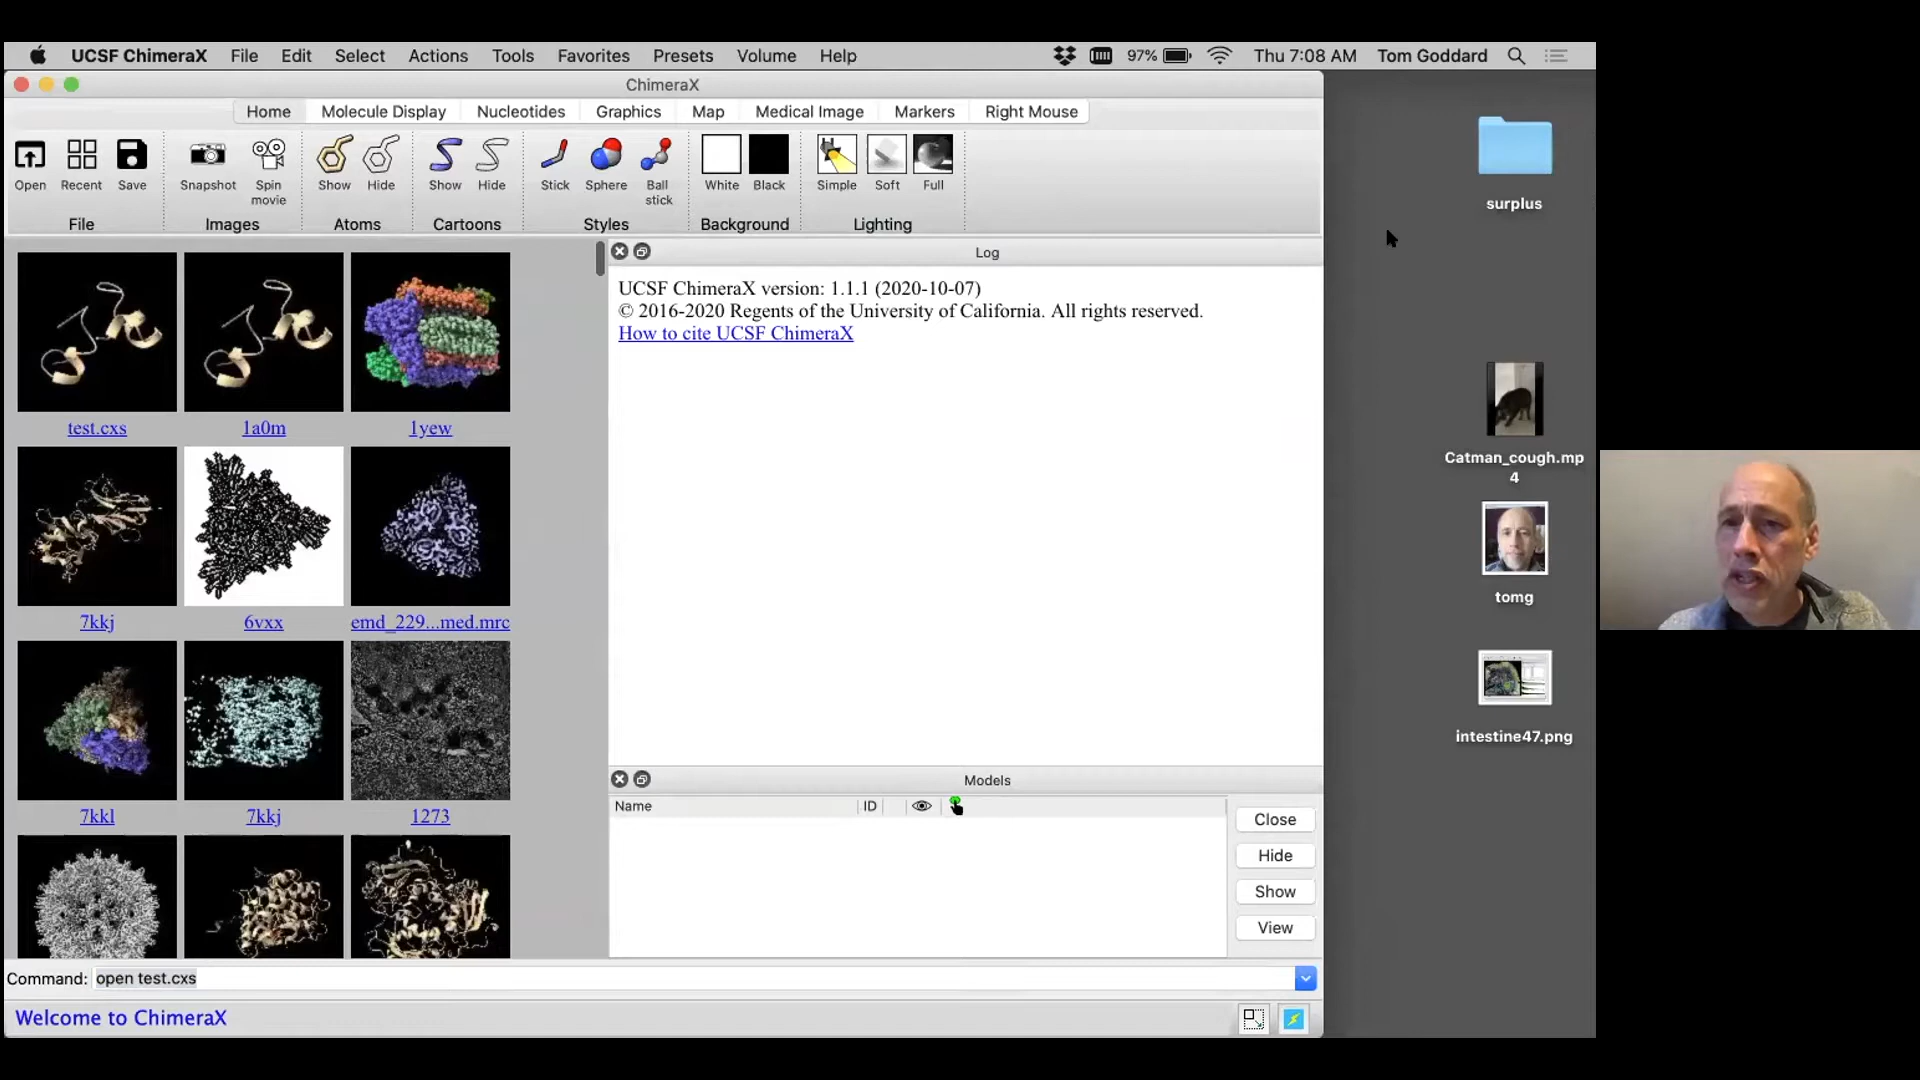 UCSF ChimeraX File Edit Select Actions Tools Favorites Presets Volume Help 97% Thu 7:08 AM Tom Goddard
ChimeraX
Home Molecule Display Nucleotides Graphics Map Medical Image Markers Right Mouse
Open Recent Save Snapshot Spin movie Show Hide Show Hide Stick Sphere Ball stick White Black Simple Soft Full
File Images Atoms Cartoons Styles Background Lighting
Log
UCSF ChimeraX version: 1.1.1 (2020-10-07)
© 2016-2020 Regents of the University of California. All rights reserved.
How to cite UCSF ChimeraX
test.cxs 1a0m 1yew
7kkj 6vxx emd_229...med.mrc
7kkl 7kkj 1273
Models
Name ID
Close
Hide
Show
View
Command: open test.cxs
Welcome to ChimeraX
surplus
Catman_cough.mp
4
tomg
intestine47.png